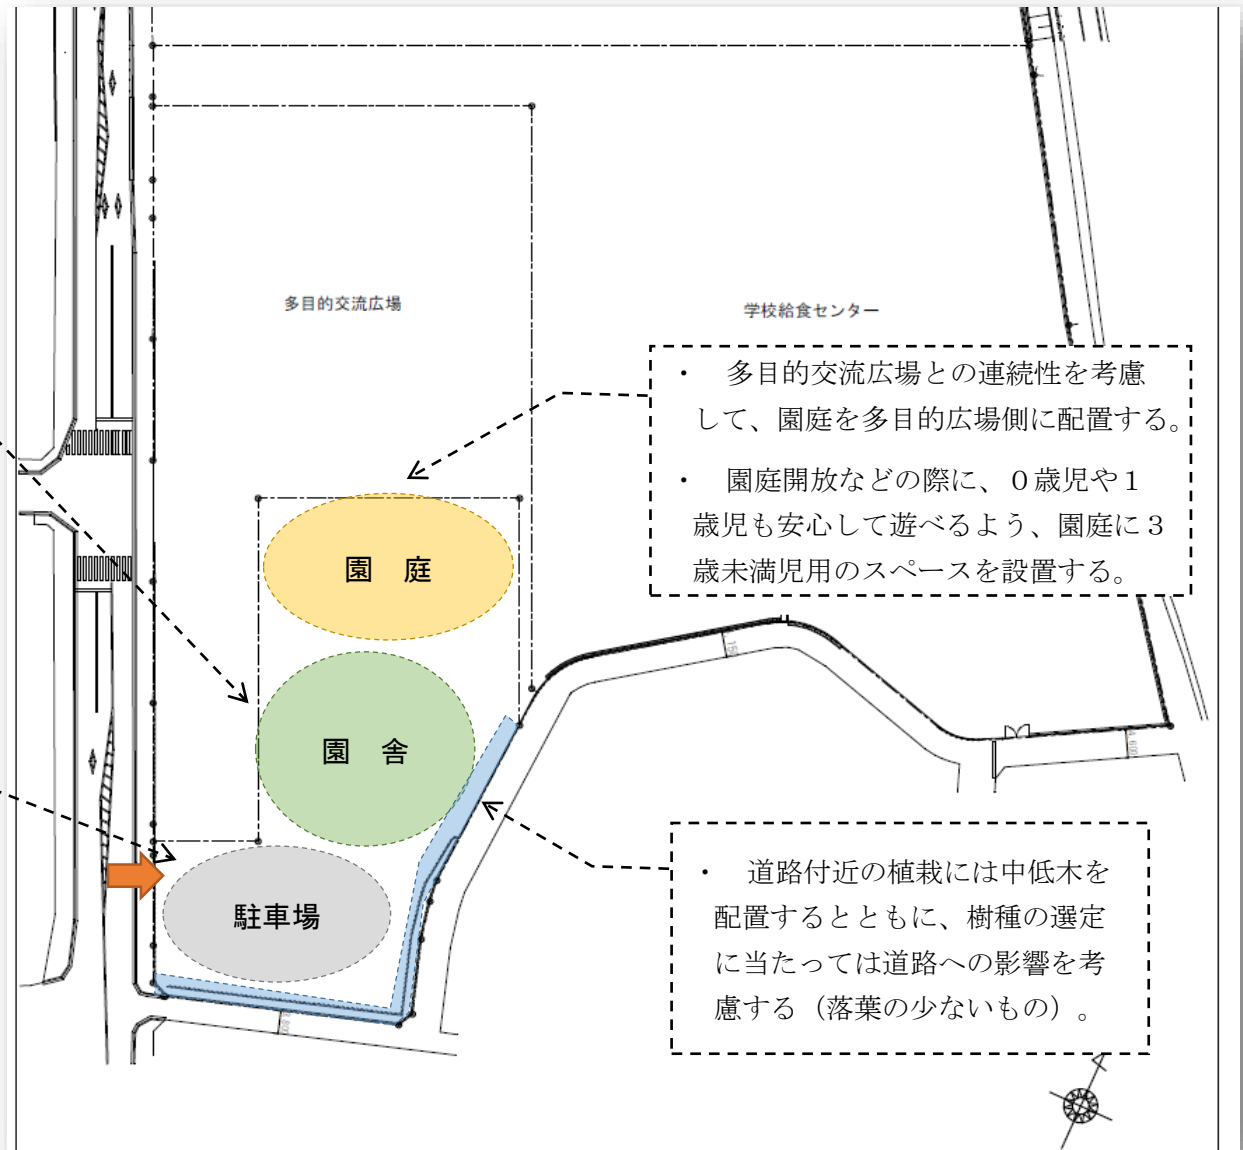 多目的交流広場
学校給食センター
・ 多目的交流広場との連続性を考慮
して、園庭を多目的広場側に配置する。
・ 園庭開放などの際に、０歳児や１
歳児も安心して遊べるよう、園庭に３
歳未満児用のスペースを設置する。
園 庭
園 舎
・ 道路付近の植栽には中低木を
配置するとともに、樹種の選定
に当たっては道路への影響を考
慮する（落葉の少ないもの）。
駐車場